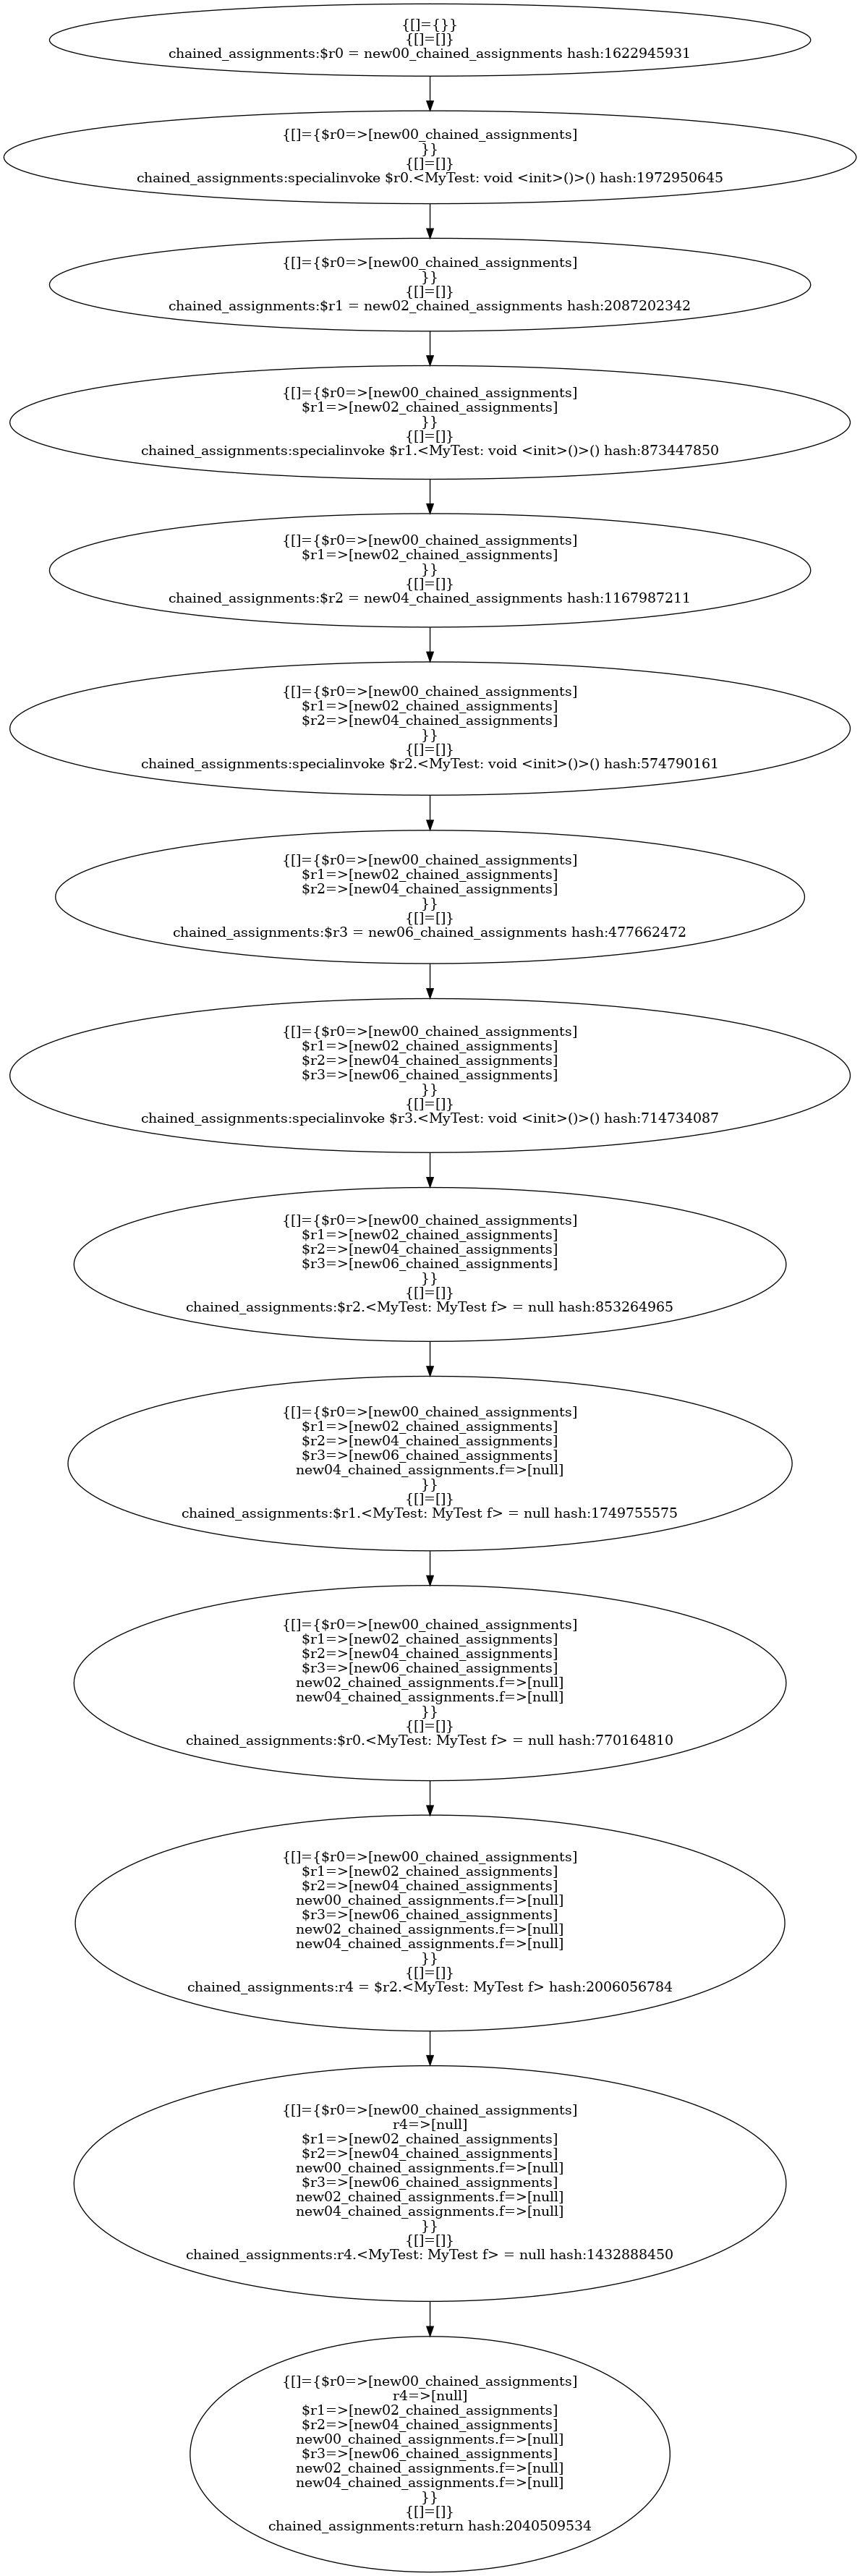 {[]={}}
{[]=[]}
chained_assignments:$r0 = new00_chained_assignments hash:1622945931
{[]={$r0=>[new00_chained_assignments]
}}
{[]=[]}
chained_assignments:specialinvoke $r0.<MyTest: void <init>()>() hash:1972950645
{[]={$r0=>[new00_chained_assignments]
}}
{[]=[]}
chained_assignments:$r1 = new02_chained_assignments hash:2087202342
{[]={$r0=>[new00_chained_assignments]
$r1=>[new02_chained_assignments]
}}
{[]=[]}
chained_assignments:specialinvoke $r1.<MyTest: void <init>()>() hash:873447850
{[]={$r0=>[new00_chained_assignments]
$r1=>[new02_chained_assignments]
}}
{[]=[]}
chained_assignments:$r2 = new04_chained_assignments hash:1167987211
{[]={$r0=>[new00_chained_assignments]
$r1=>[new02_chained_assignments]
$r2=>[new04_chained_assignments]
}}
{[]=[]}
chained_assignments:specialinvoke $r2.<MyTest: void <init>()>() hash:574790161
{[]={$r0=>[new00_chained_assignments]
$r1=>[new02_chained_assignments]
$r2=>[new04_chained_assignments]
}}
{[]=[]}
chained_assignments:$r3 = new06_chained_assignments hash:477662472
{[]={$r0=>[new00_chained_assignments]
$r1=>[new02_chained_assignments]
$r2=>[new04_chained_assignments]
$r3=>[new06_chained_assignments]
}}
{[]=[]}
chained_assignments:specialinvoke $r3.<MyTest: void <init>()>() hash:714734087
{[]={$r0=>[new00_chained_assignments]
$r1=>[new02_chained_assignments]
$r2=>[new04_chained_assignments]
$r3=>[new06_chained_assignments]
}}
{[]=[]}
chained_assignments:$r2.<MyTest: MyTest f> = null hash:853264965
{[]={$r0=>[new00_chained_assignments]
$r1=>[new02_chained_assignments]
$r2=>[new04_chained_assignments]
$r3=>[new06_chained_assignments]
new04_chained_assignments.f=>[null]
}}
{[]=[]}
chained_assignments:$r1.<MyTest: MyTest f> = null hash:1749755575
{[]={$r0=>[new00_chained_assignments]
$r1=>[new02_chained_assignments]
$r2=>[new04_chained_assignments]
$r3=>[new06_chained_assignments]
new02_chained_assignments.f=>[null]
new04_chained_assignments.f=>[null]
}}
{[]=[]}
chained_assignments:$r0.<MyTest: MyTest f> = null hash:770164810
{[]={$r0=>[new00_chained_assignments]
$r1=>[new02_chained_assignments]
$r2=>[new04_chained_assignments]
new00_chained_assignments.f=>[null]
$r3=>[new06_chained_assignments]
new02_chained_assignments.f=>[null]
new04_chained_assignments.f=>[null]
}}
{[]=[]}
chained_assignments:r4 = $r2.<MyTest: MyTest f> hash:2006056784
{[]={$r0=>[new00_chained_assignments]
r4=>[null]
$r1=>[new02_chained_assignments]
$r2=>[new04_chained_assignments]
new00_chained_assignments.f=>[null]
$r3=>[new06_chained_assignments]
new02_chained_assignments.f=>[null]
new04_chained_assignments.f=>[null]
}}
{[]=[]}
chained_assignments:r4.<MyTest: MyTest f> = null hash:1432888450
{[]={$r0=>[new00_chained_assignments]
r4=>[null]
$r1=>[new02_chained_assignments]
$r2=>[new04_chained_assignments]
new00_chained_assignments.f=>[null]
$r3=>[new06_chained_assignments]
new02_chained_assignments.f=>[null]
new04_chained_assignments.f=>[null]
}}
{[]=[]}
chained_assignments:return hash:2040509534